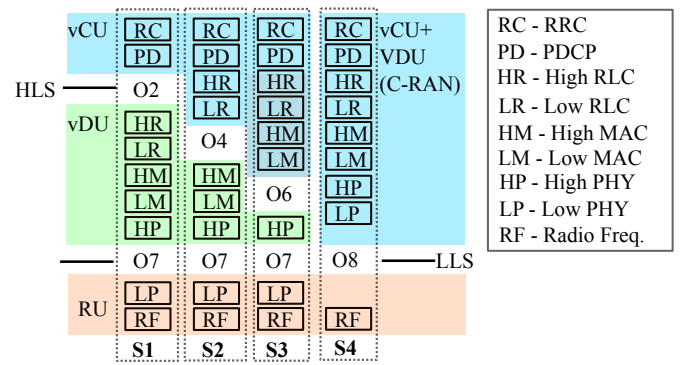 vCU RC RC RC RC vCU+
PD PD PD PD VDU
HLS O2 HR HR HR (C-RAN)
vDU HR LR LR LR
LR O4 HM HM
HM HM LM LM
LM LM O6 HP
HP HP HP LP
O7 O7 O7 O8 LLS
RU LP LP LP
RF RF RF RF
S1 S2 S3 S4
RC - RRC
PD - PDCP
HR - High RLC
LR - Low RLC
HM - High MAC
LM - Low MAC
HP - High PHY
LP - Low PHY
RF - Radio Freq.